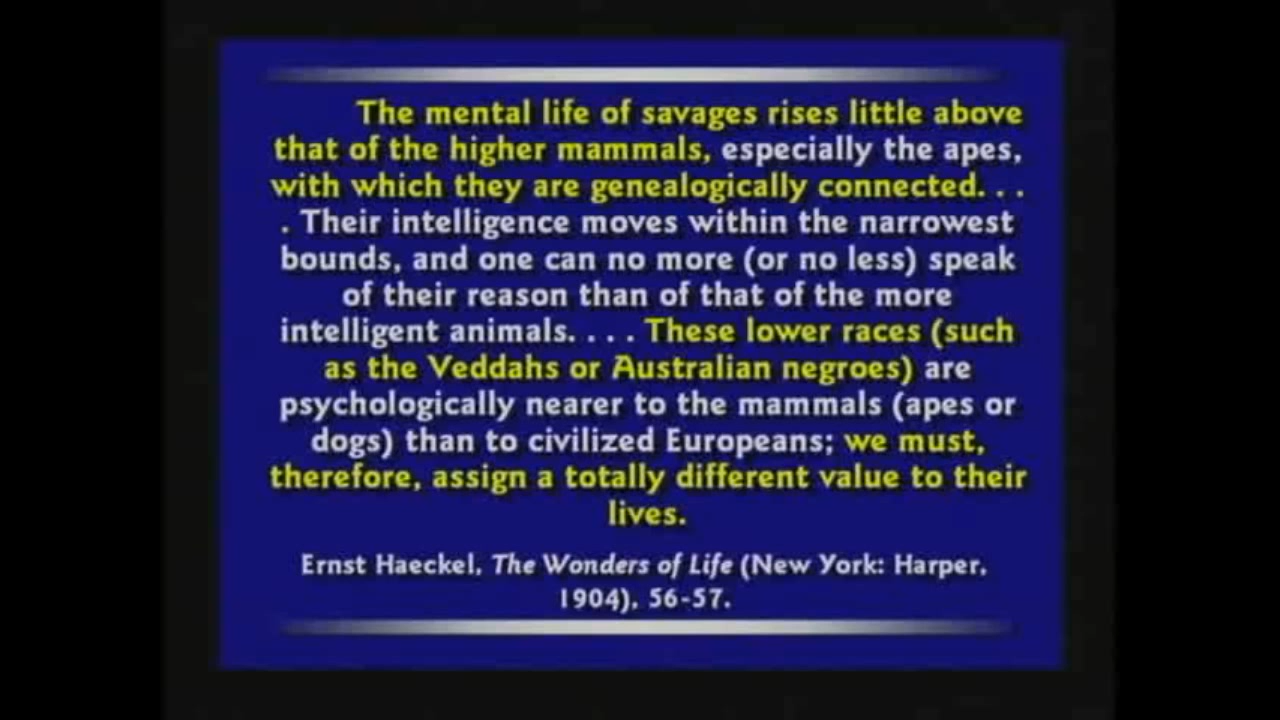 The mental life of savages rises little above
that of the higher mammals, especially the apes,
with which they are genealogically connected. . .
. Their intelligence moves within the narrowest
bounds, and one can no more (or no less) speak
of their reason than of that of the more
intelligent animals. . . . These lower races (such
as the Veddahs or Australian negroes) are
psychologically nearer to the mammals (apes or
dogs) than to civilized Europeans; we must,
therefore, assign a totally different value to their
lives.
Ernst Haeckel, The Wonders of Life (New York: Harper,
1904), 56-57.